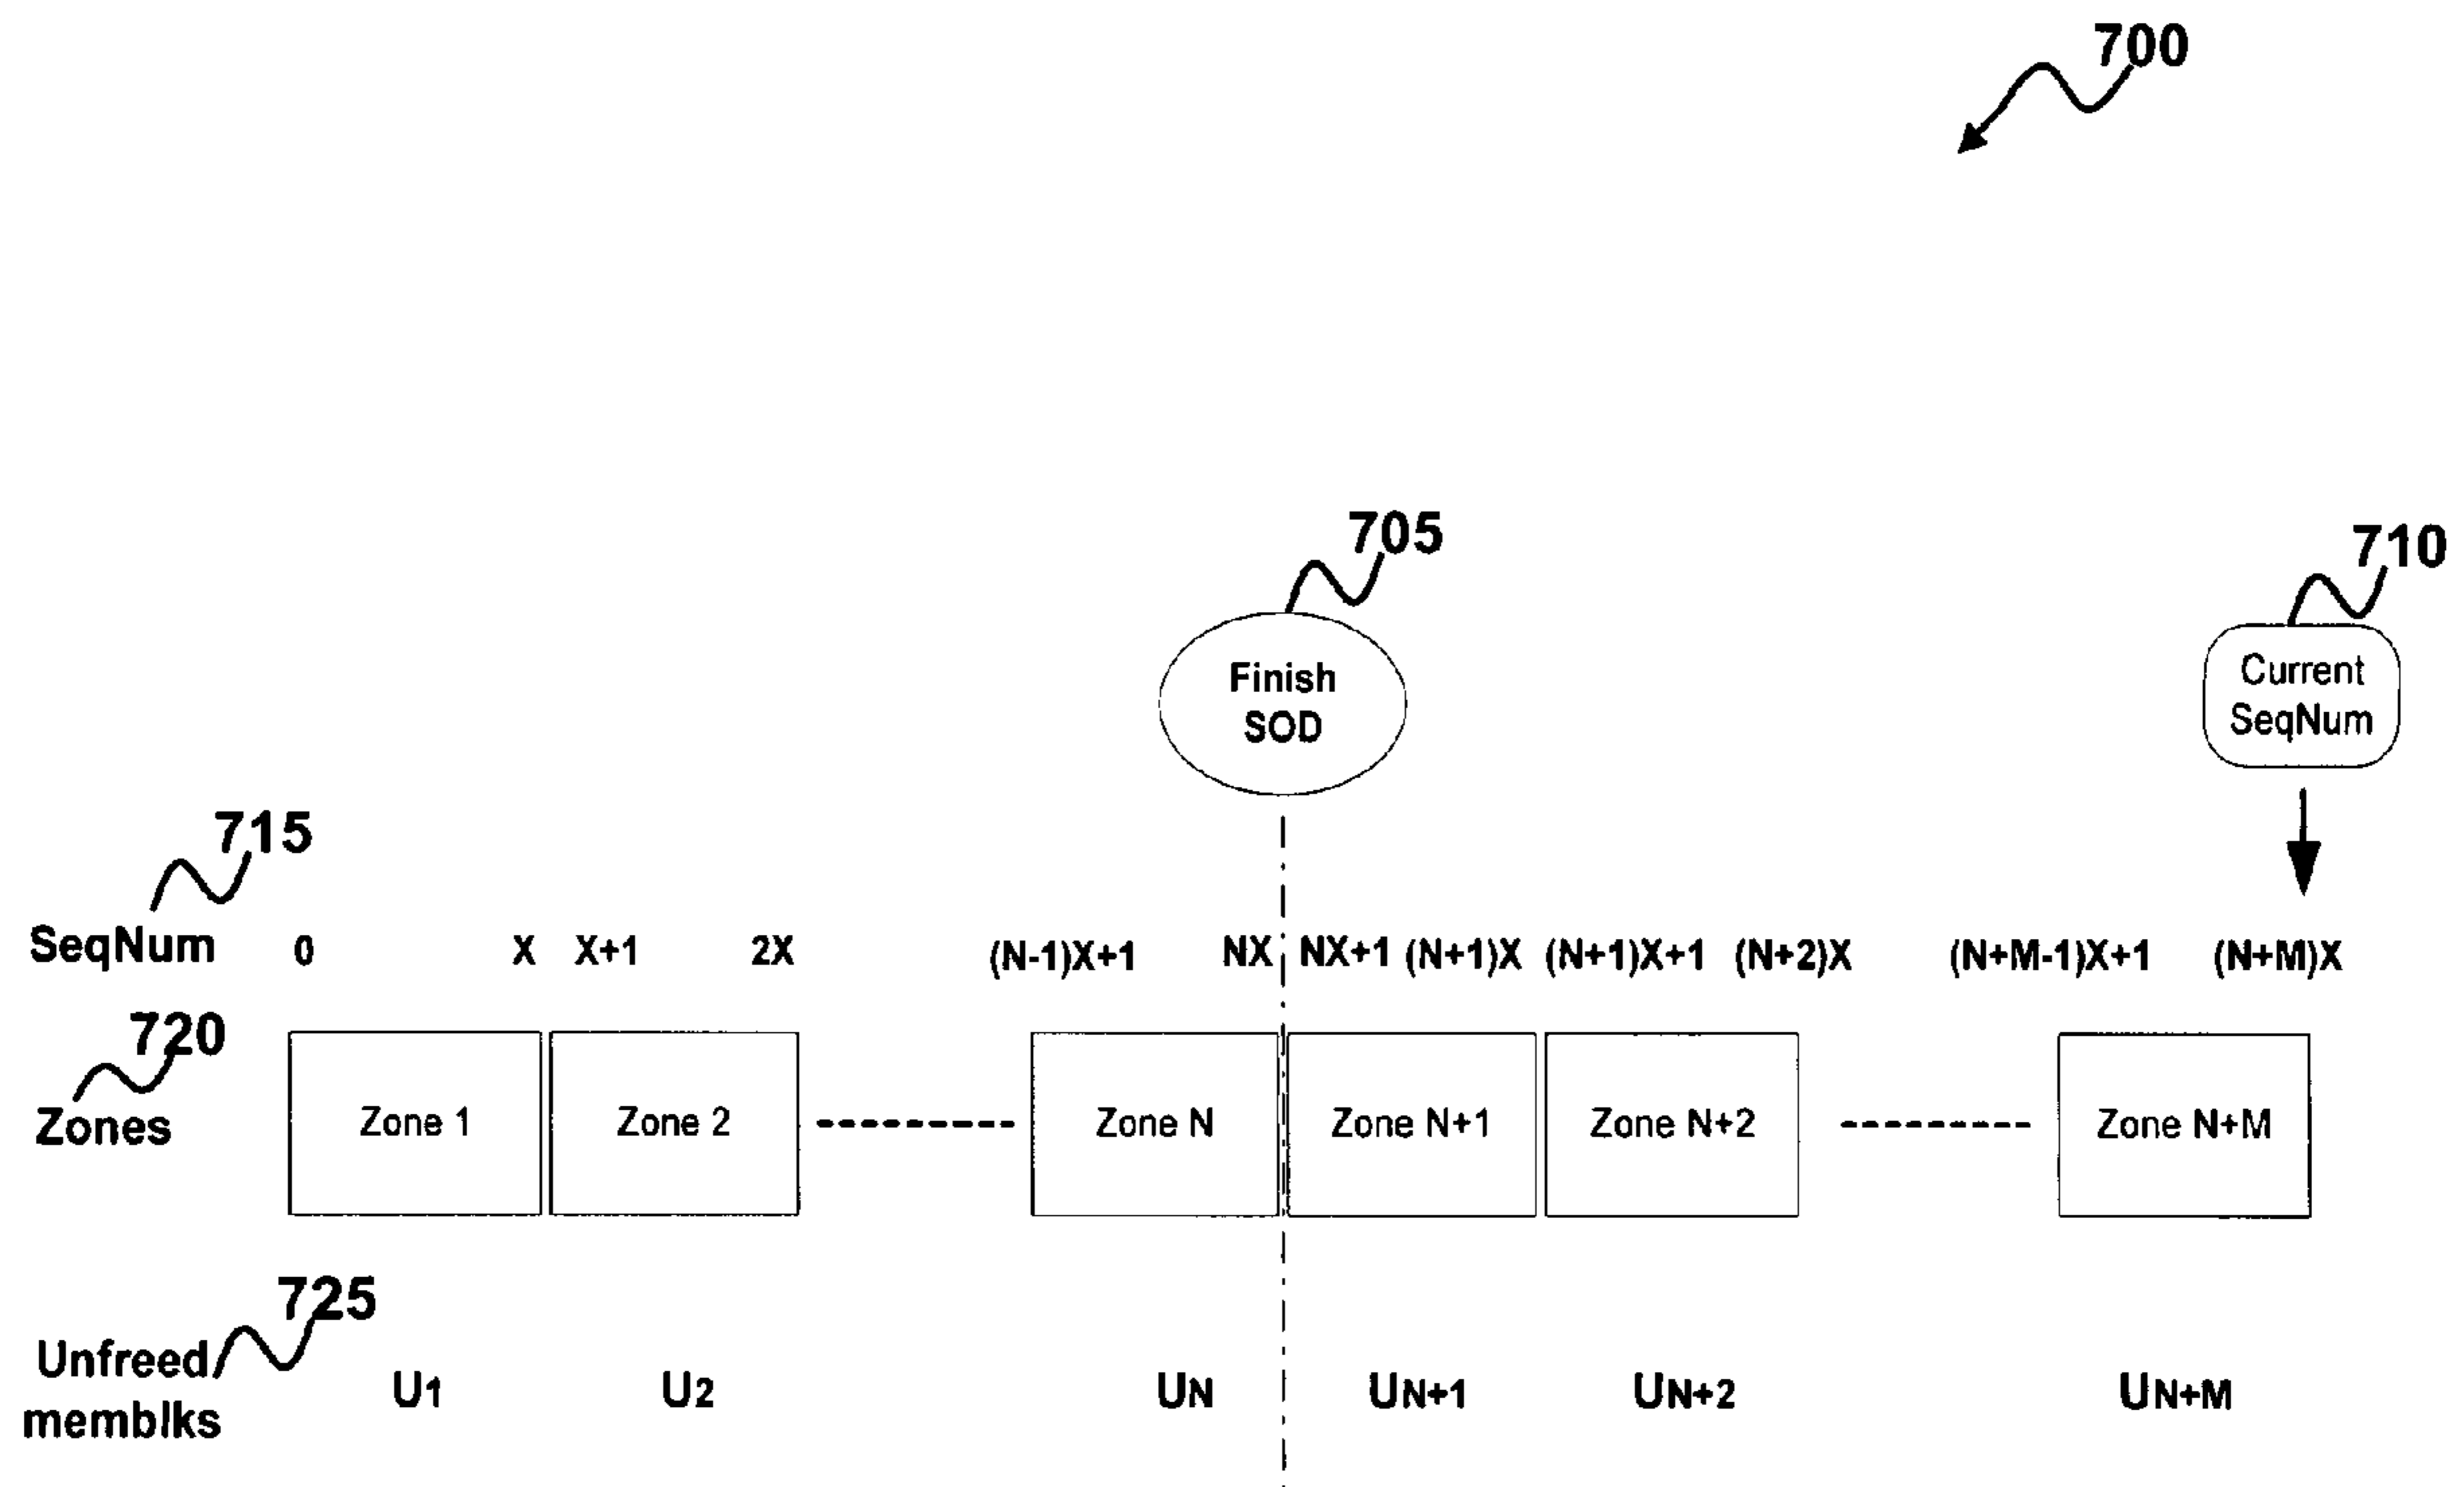 700
705
710
Finish
SOD
Current
SeqNum
715
SeqNum 0 X X+1 2X (N-1)X+1 NX NX+1 (N+1)X (N+1)X+1 (N+2)X (N+M-1)X+1 (N+M)X
720
Zones Zone 1 Zone 2 Zone N Zone N+1 Zone N+2 Zone N+M
725
Unfreed
memblks U1 U2 UN UN+1 UN+2 UN+M